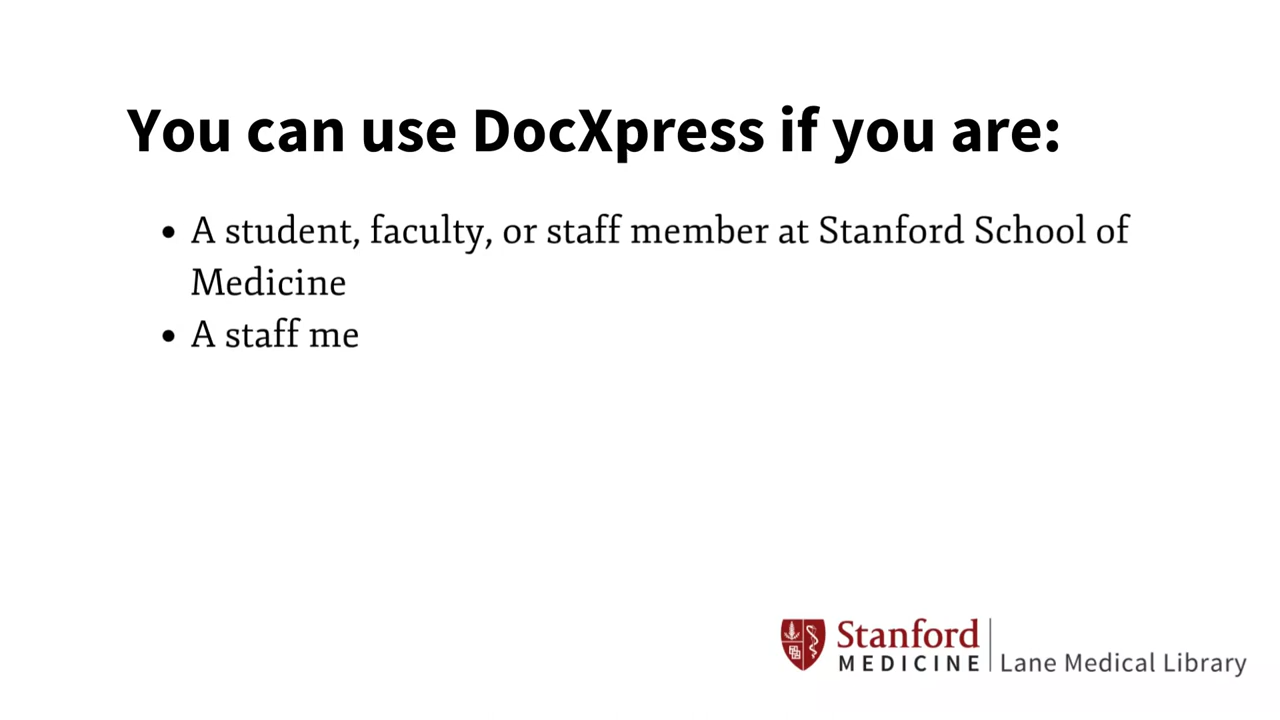 You can use DocXpress if you are:
• A student, faculty, or staff member at Stanford School of
Medicine
• A staff me
Stanford
MEDICINE
Lane Medical Library